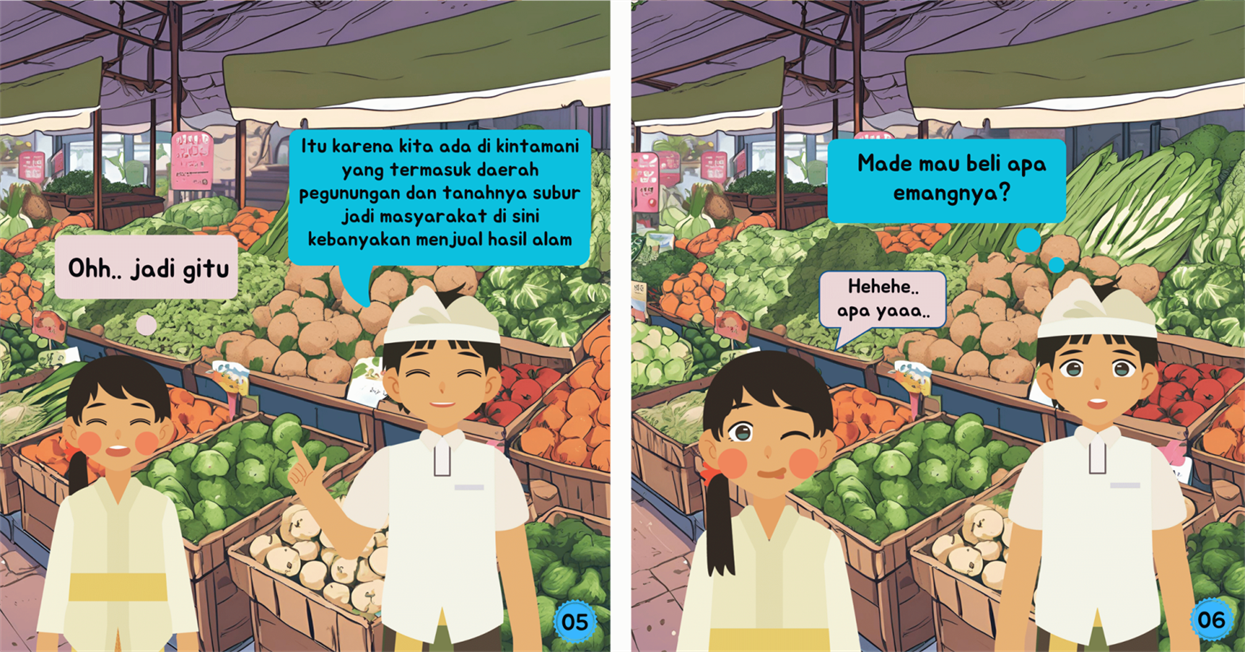 Itu karena kita ada di kintamani
yang termasuk daerah
pegunungan dan tanahnya subur
jadi masyarakat di sini
kebanyakan menjual hasil alam
Ohh.. jadi gitu
05
Made mau beli apa
emangnya?
Hehehe..
apa yaaa..
06